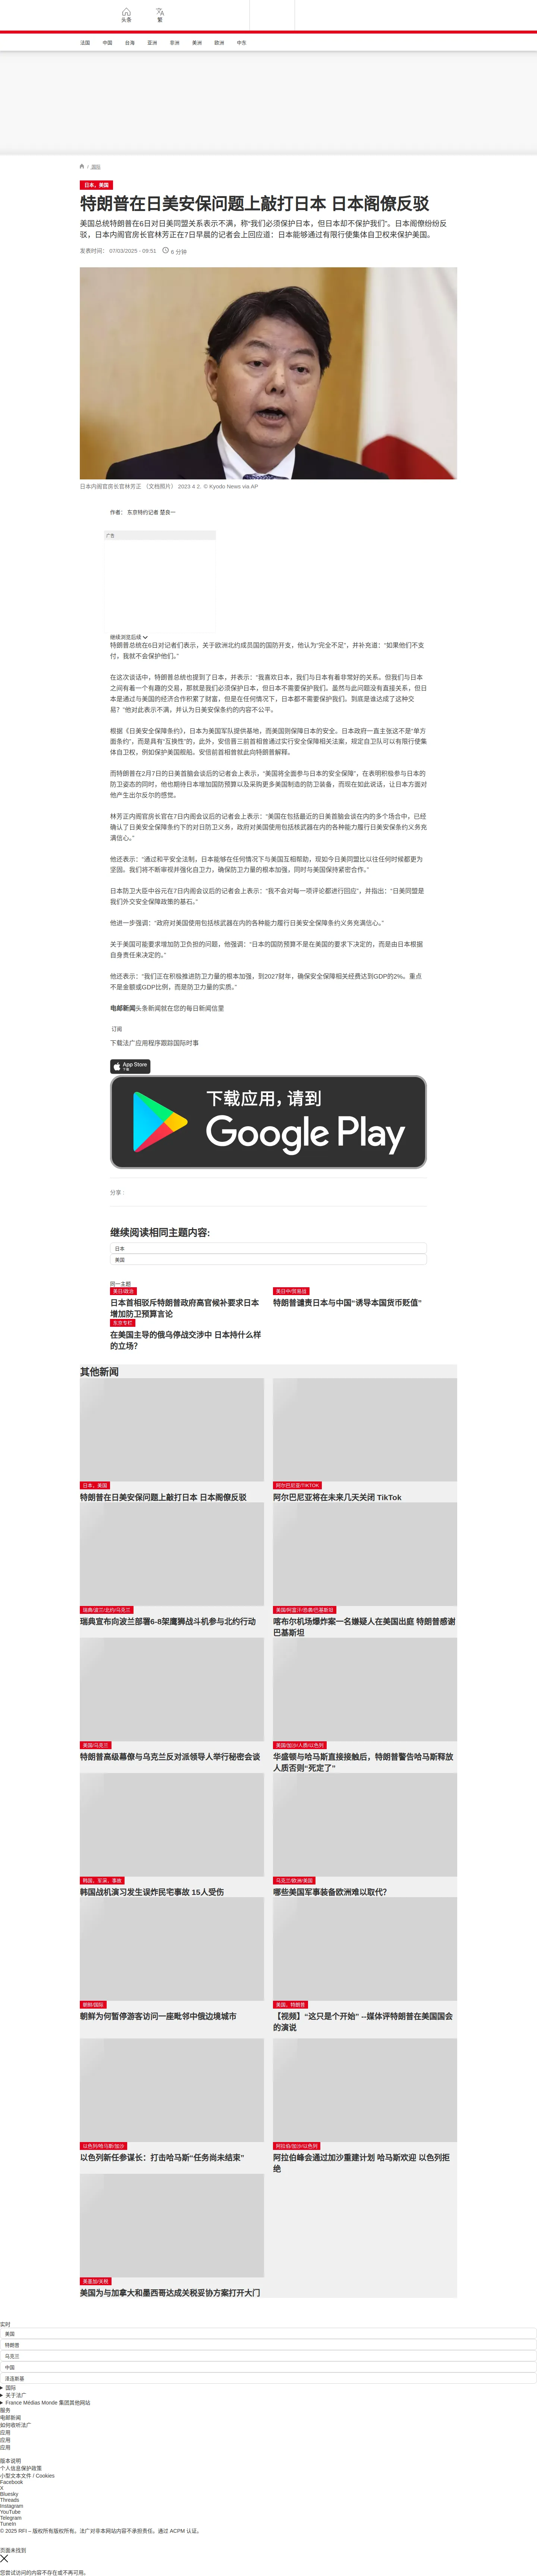 头条
繁
法国
中国
台海
亚洲
非洲
美洲
欧洲
中东
/ 国际
日本，美国
特朗普在日美安保问题上敲打日本 日本阁僚反驳
美国总统特朗普在6日对日美同盟关系表示不满，称“我们必须保护日本，但日本却不保护我们”。日本阁僚纷纷反
驳，日本内阁官房长官林芳正在7日早晨的记者会上回应道：日本能够通过有限行使集体自卫权来保护美国。
发表时间： 07/03/2025 - 09:51 6 分钟
日本内阁官房长官林芳正 （文档照片） 2023 4 2. © Kyodo News via AP
作者： 东京特约记者 楚良一
广告
继续浏览后续
特朗普总统在6日对记者们表示，关于欧洲北约成员国的国防开支，他认为“完全不足”，并补充道：“如果他们不支
付，我就不会保护他们。”
在这次谈话中，特朗普总统也提到了日本，并表示：“我喜欢日本，我们与日本有着非常好的关系。但我们与日本
之间有着一个有趣的交易，那就是我们必须保护日本，但日本不需要保护我们。虽然与此问题没有直接关系，但日
本是通过与美国的经济合作积累了财富，但是在任何情况下，日本都不需要保护我们。到底是谁达成了这种交
易？”他对此表示不满，并认为日美安保条约的内容不公平。
根据《日美安全保障条约》，日本为美国军队提供基地，而美国则保障日本的安全。日本政府一直主张这不是“单方
面条约”，而是具有“互换性”的，此外，安倍晋三前首相曾通过实行安全保障相关法案，规定自卫队可以有限行使集
体自卫权，例如保护美国舰船。安倍前首相曾就此向特朗普解释。
而特朗普在2月7日的日美首脑会谈后的记者会上表示，“美国将全面参与日本的安全保障”，在表明积极参与日本的
防卫姿态的同时，他也期待日本增加国防预算以及采购更多美国制造的防卫装备，而现在如此说话，让日本方面对
他产生出尔反尔的感觉。
林芳正内阁官房长官在7日内阁会议后的记者会上表示：“美国在包括最近的日美首脑会谈在内的多个场合中，已经
确认了日美安全保障条约下的对日防卫义务，政府对美国使用包括核武器在内的各种能力履行日美安保条约义务充
满信心。”
他还表示：“通过和平安全法制，日本能够在任何情况下与美国互相帮助，现如今日美同盟比以往任何时候都更为
坚固。我们将不断审视并强化自卫力，确保防卫力量的根本加强，同时与美国保持紧密合作。”
日本防卫大臣中谷元在7日内阁会议后的记者会上表示：“我不会对每一项评论都进行回应”，并指出：“日美同盟是
我们外交安全保障政策的基石。”
他进一步强调：“政府对美国使用包括核武器在内的各种能力履行日美安全保障条约义务充满信心。”
关于美国可能要求增加防卫负担的问题，他强调：“日本的国防预算不是在美国的要求下决定的，而是由日本根据
自身责任来决定的。”
他还表示：“我们正在积极推进防卫力量的根本加强，到2027财年，确保安全保障相关经费达到GDP的2%。重点
不是金额或GDP比例，而是防卫力量的实质。”
电邮新闻头条新闻就在您的每日新闻信里
订阅
下载法广应用程序跟踪国际时事
App Store
下载
下载应用，请到
Google Play
分享 :
继续阅读相同主题内容:
日本
美国
同一主题
美日/政治
日本首相驳斥特朗普政府高官候补要求日本
增加防卫预算言论
美日中/贸易战
特朗普谴责日本与中国“诱导本国货币贬值”
东京专栏
在美国主导的俄乌停战交涉中 日本持什么样
的立场？
其他新闻
日本，美国
特朗普在日美安保问题上敲打日本 日本阁僚反驳
阿尔巴尼亚/TIKTOK
阿尔巴尼亚将在未来几天关闭 TikTok
瑞典/波兰/北约/乌克兰
瑞典宣布向波兰部署6-8架鹰狮战斗机参与北约行动
美国/阿富汗/恐袭/巴基斯坦
喀布尔机场爆炸案一名嫌疑人在美国出庭 特朗普感谢
巴基斯坦
美国/乌克兰
特朗普高级幕僚与乌克兰反对派领导人举行秘密会谈
美国/加沙/人质/以色列
华盛顿与哈马斯直接接触后，特朗普警告哈马斯释放
人质否则“死定了”
韩国，军演，事故
韩国战机演习发生误炸民宅事故 15人受伤
乌克兰/欧洲/美国
哪些美国军事装备欧洲难以取代？
朝鲜/国际
朝鲜为何暂停游客访问一座毗邻中俄边境城市
美国，特朗普
【视频】“这只是个开始” --媒体评特朗普在美国国会
的演说
以色列/哈马斯/加沙
以色列新任参谋长：打击哈马斯“任务尚未结束”
阿拉伯/加沙/以色列
阿拉伯峰会通过加沙重建计划 哈马斯欢迎 以色列拒
绝
美墨加/关税
美国为与加拿大和墨西哥达成关税妥协方案打开大门
实时
美国
特朗普
乌克兰
中国
泽连斯基
国际
关于法广
France Médias Monde 集团其他网站
服务
电邮新闻
如何收听法广
应用
应用
应用
版本说明
个人信息保护政策
小型文本文件 / Cookies
Facebook
X
Bluesky
Threads
Instagram
YouTube
Telegram
TuneIn
© 2025 RFI – 版权所有版权所有。法广对非本网站内容不承担责任。通过 ACPM 认证。
页面未找到
您尝试访问的内容不存在或不再可用。